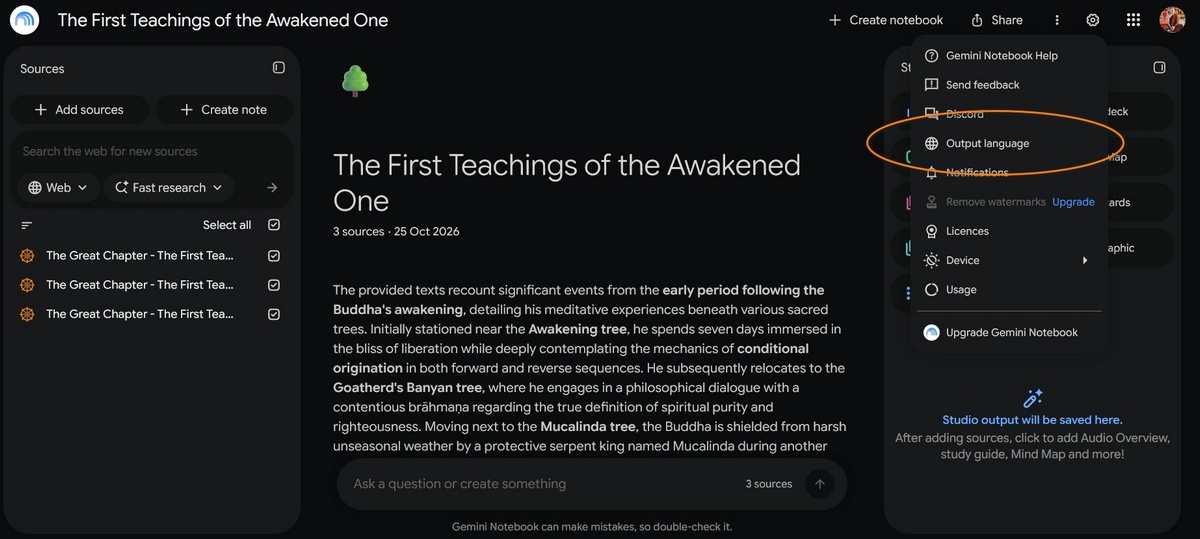 The First Teachings of the Awakened One
Create notebook
Share
Sources
Add sources
Create note
Search the web for new sources
Web
Fast research
Select all
The Great Chapter - The First Tea...
The Great Chapter - The First Tea...
The Great Chapter - The First Tea...
The First Teachings of the Awakened
One
3 sources · 25 Oct 2026
The provided texts recount significant events from the early period following the
Buddha's awakening, detailing his meditative experiences beneath various sacred
trees. Initially stationed near the Awakening tree, he spends seven days immersed in
the bliss of liberation while deeply contemplating the mechanics of conditional
origination in both forward and reverse sequences. He subsequently relocates to the
Goatherd's Banyan tree, where he engages in a philosophical dialogue with a
contentious brāhmaṇa regarding the true definition of spiritual purity and
righteousness. Moving next to the Mucalinda tree, the Buddha is shielded from harsh
unseasonal weather by a protective serpent king named Mucalinda during another
Ask a question or create something
3 sources
Gemini Notebook can make mistakes, so double-check it.
Gemini Notebook Help
Send feedback
Discord
Output language
Notifications
Remove watermarks Upgrade
Licences
Device
Usage
Upgrade Gemini Notebook
Studio output will be saved here.
After adding sources, click to add Audio Overview,
study guide, Mind Map and more!